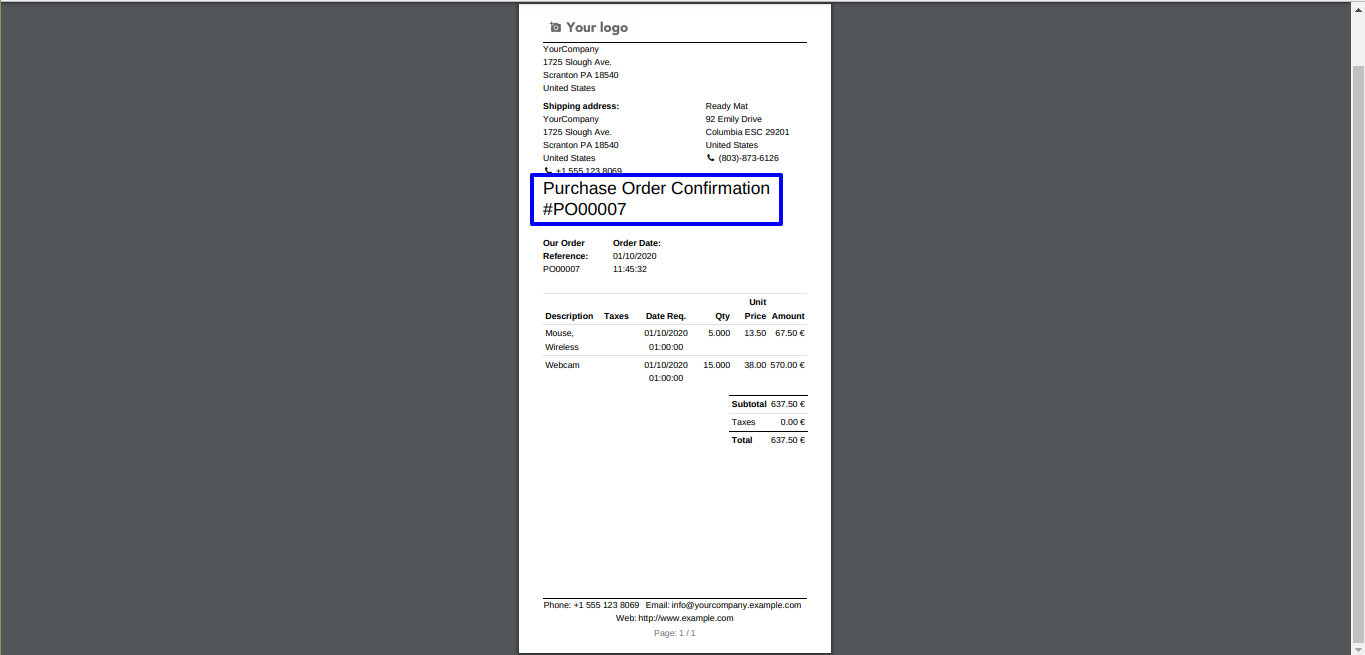 Your logo
YourCompany
1725 Slough Ave.
Scranton PA 18540
United States
Shipping address:
YourCompany
1725 Slough Ave.
Scranton PA 18540
United States
+1 555 123 8069
Ready Mat
92 Emily Drive
Columbia ESC 29201
United States
(803)-873-6126
Purchase Order Confirmation
#PO00007
Our Order
Reference:
PO00007
Order Date:
01/10/2020
11:45:32
Unit
Description Taxes Date Req. Qty Price Amount
Mouse, 01/10/2020 5.000 13.50 67.50 €
Wireless 01:00:00
Webcam 01/10/2020 15.000 38.00 570.00 €
01:00:00
Subtotal 637.50 €
Taxes 0.00 €
Total 637.50 €
Phone: +1 555 123 8069 Email: info@yourcompany.example.com
Web: http://www.example.com
Page: 1 / 1